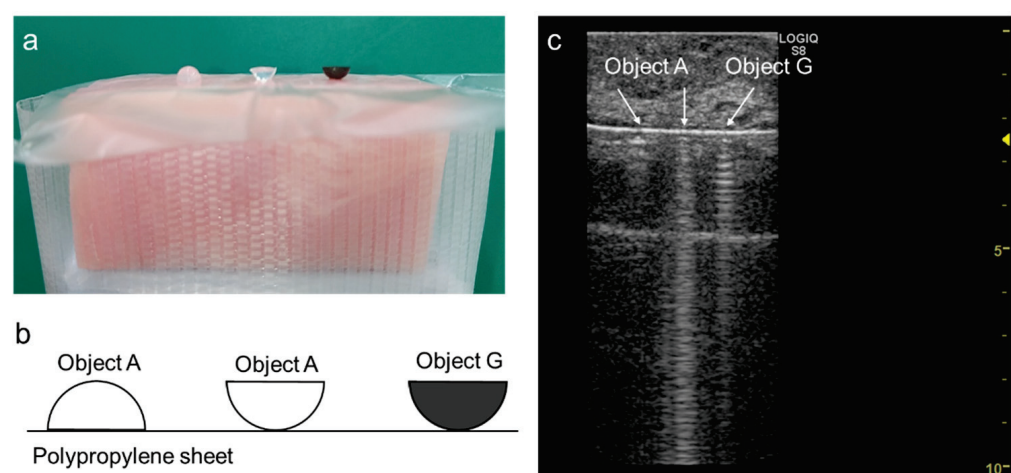 a
b
Object A
Object A
Object G
Polypropylene sheet
c
LOGIQ
S8
Object A
Object G
5
10